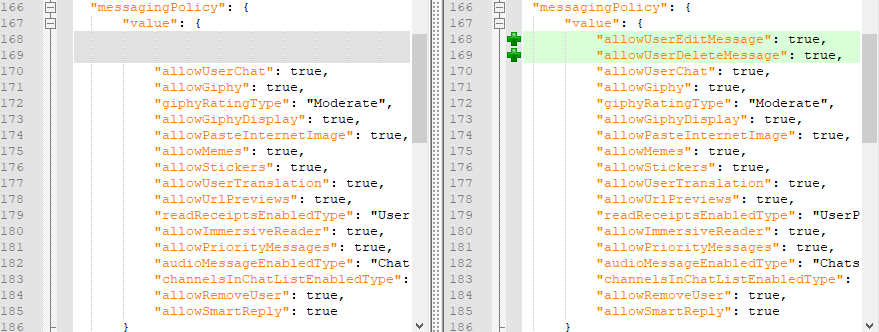 166 "messagingPolicy": {
167 "value": {
168
169
170 "allowUserChat": true,
171 "allowGiphy": true,
172 "giphyRatingType": "Moderate",
173 "allowGiphyDisplay": true,
174 "allowPasteInternetImage": true,
175 "allowMemes": true,
176 "allowStickers": true,
177 "allowUserTranslation": true,
178 "allowUrlPreviews": true,
179 "readReceiptsEnabledType": "User
180 "allowImmersiveReader": true,
181 "allowPriorityMessages": true,
182 "audioMessageEnabledType": "Chat
183 "channelsInChatListEnabledType":
184 "allowRemoveUser": true,
185 "allowSmartReply": true
186 }
166 "messagingPolicy": {
167 "value": {
168 "allowUserEditMessage": true,
169 "allowUserDeleteMessage": true,
170 "allowUserChat": true,
171 "allowGiphy": true,
172 "giphyRatingType": "Moderate",
173 "allowGiphyDisplay": true,
174 "allowPasteInternetImage": true,
175 "allowMemes": true,
176 "allowStickers": true,
177 "allowUserTranslation": true,
178 "allowUrlPreviews": true,
179 "readReceiptsEnabledType": "UserP
180 "allowImmersiveReader": true,
181 "allowPriorityMessages": true,
182 "audioMessageEnabledType": "Chats
183 "channelsInChatListEnabledType":
184 "allowRemoveUser": true,
185 "allowSmartReply": true
186 }